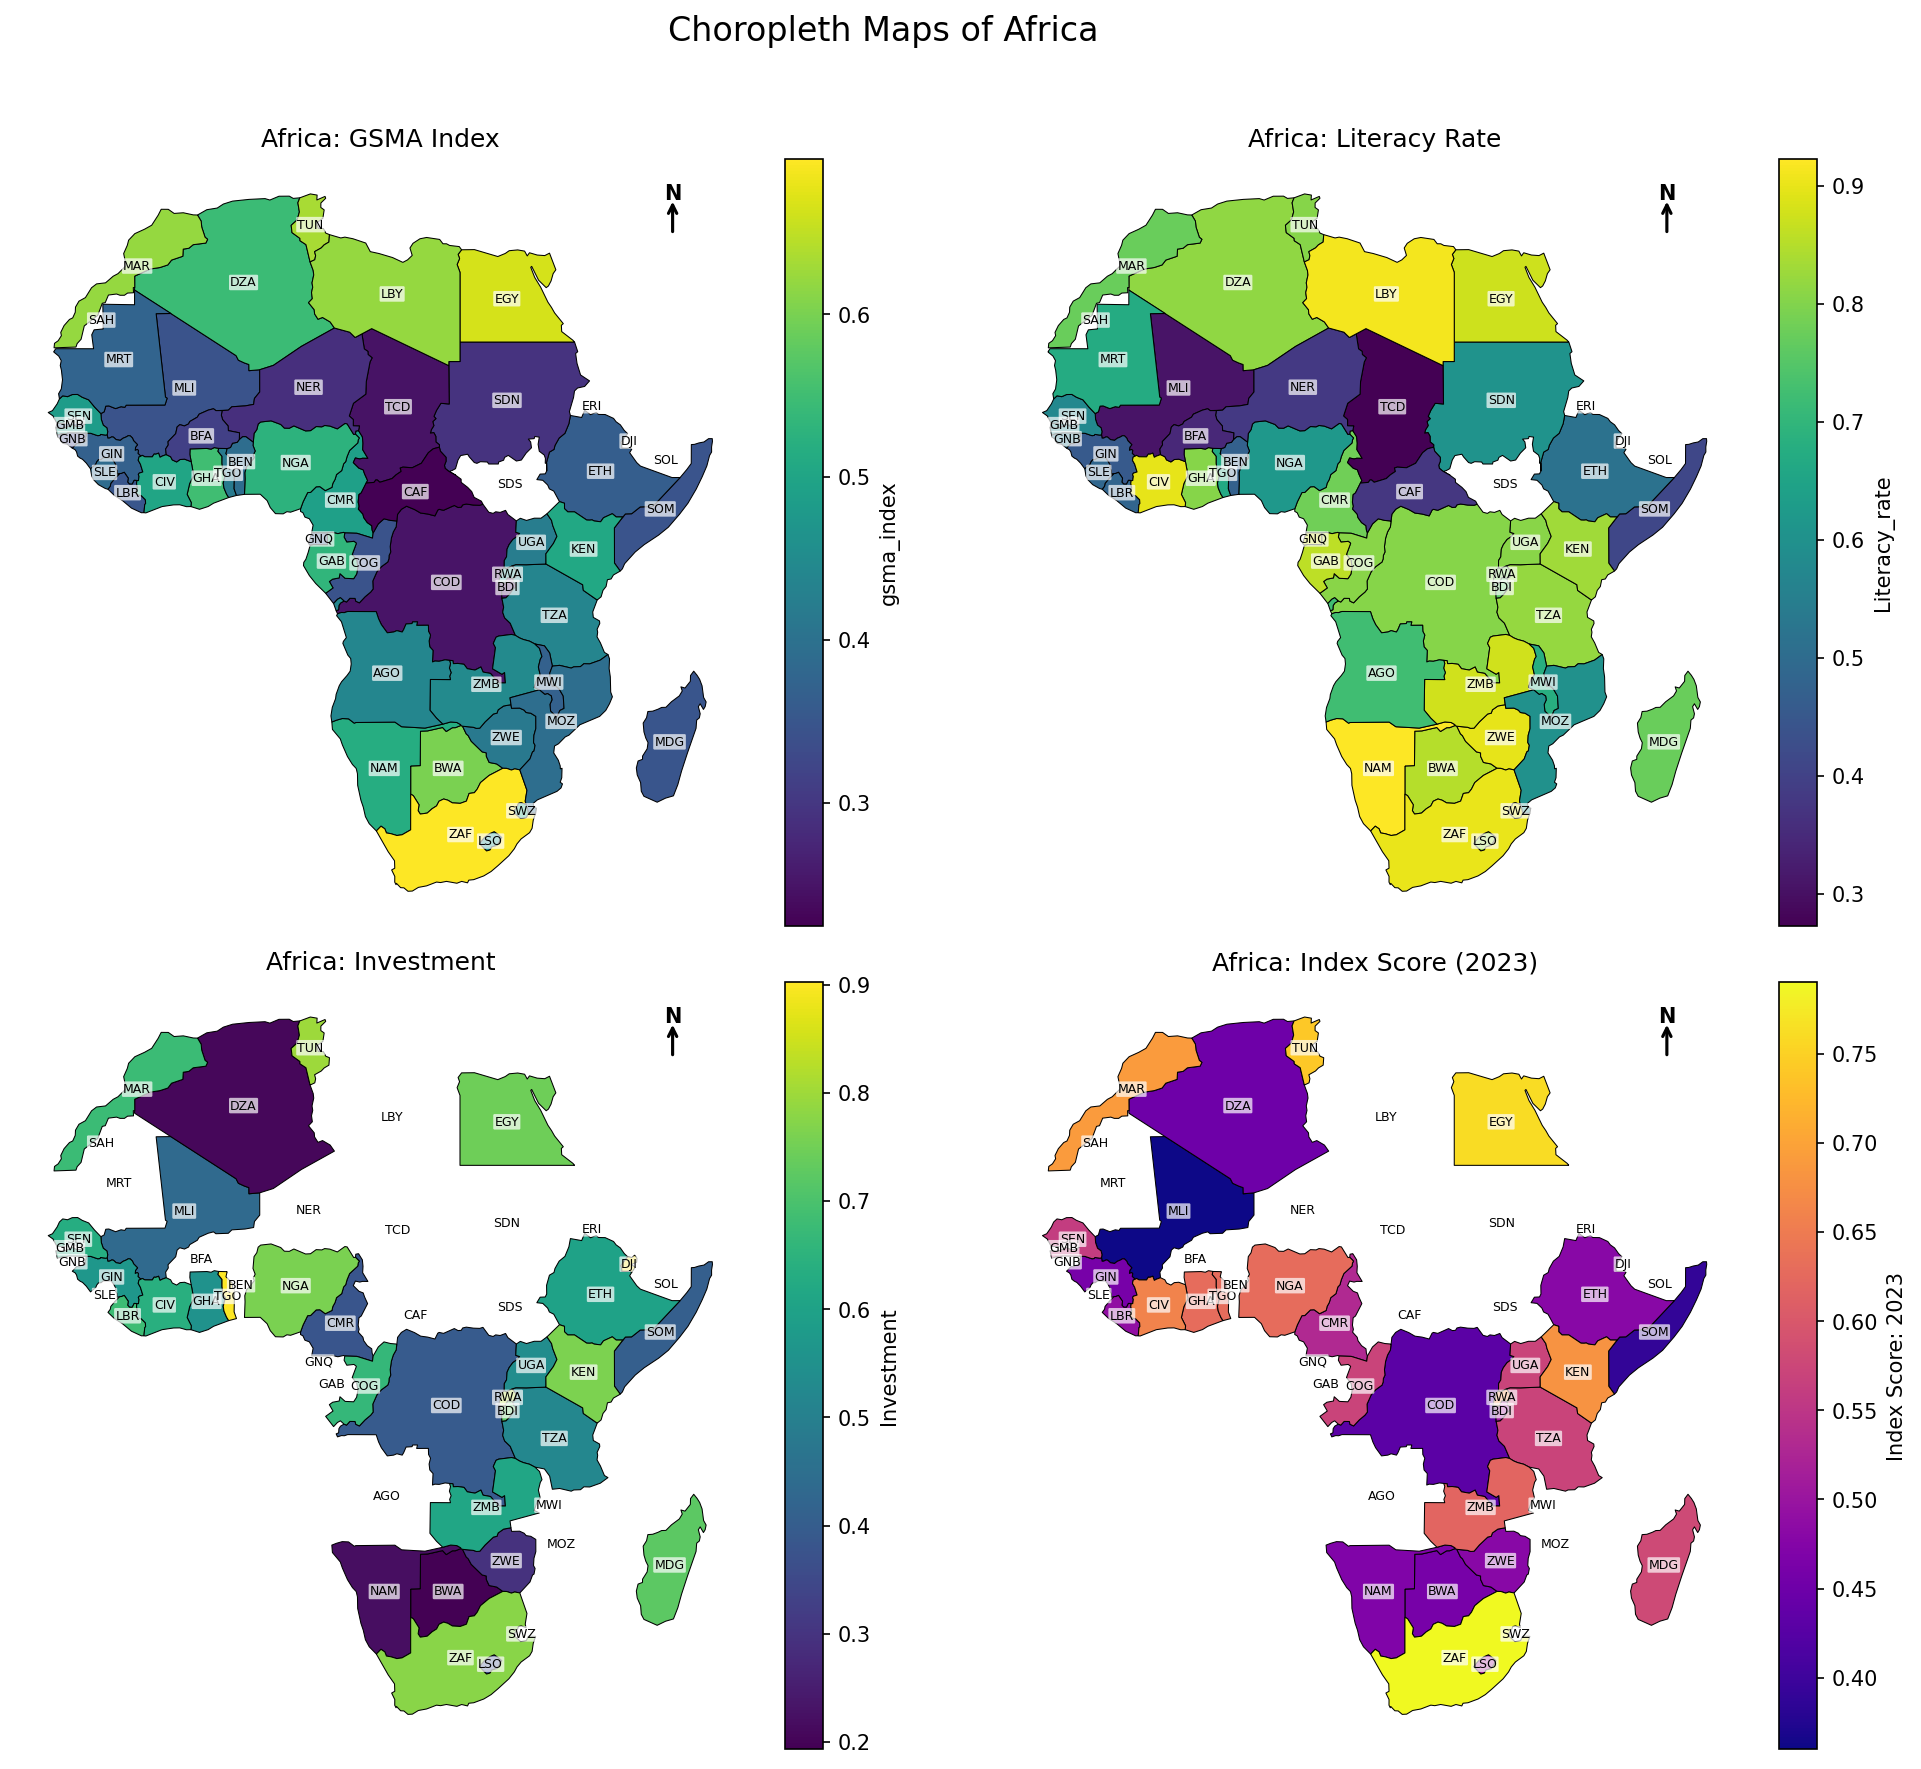 Choropleth Maps of Africa
Africa: GSMA Index
N
TUN
MAR
DZA
LBY
EGY
SAH
MRT
MLI
NER
TCD
SDN
ERI
SEN
GMB
GNB
BFA
DJI
GIN
BEN
NGA
SOL
SLE
CIV
GHA
TGO
ETH
LBR
CMR
CAF
SDS
SOM
GNQ
GAB
COG
UGA
KEN
COD
RWA
BDI
TZA
AGO
ZMB
MWI
MOZ
ZWE
MDG
NAM
BWA
SWZ
ZAF
LSO
0.6
0.5
0.4
0.3
gsma_index
Africa: Literacy Rate
N
TUN
MAR
DZA
LBY
EGY
SAH
MRT
MLI
NER
TCD
SDN
ERI
SEN
GMB
GNB
BFA
DJI
GIN
BEN
NGA
SOL
SLE
CIV
GHA
TGO
ETH
LBR
CMR
CAF
SDS
SOM
GNQ
GAB
COG
UGA
KEN
COD
RWA
BDI
TZA
AGO
ZMB
MWI
MOZ
ZWE
MDG
NAM
BWA
SWZ
ZAF
LSO
0.9
0.8
0.7
0.6
0.5
0.4
0.3
Literacy_rate
Africa: Investment
N
TUN
MAR
DZA
LBY
EGY
SAH
MRT
MLI
NER
TCD
SDN
ERI
SEN
GMB
GNB
BFA
DJI
GIN
BEN
NGA
SOL
SLE
CIV
GHA
TGO
ETH
LBR
CMR
CAF
SDS
SOM
GNQ
GAB
COG
UGA
KEN
COD
RWA
BDI
TZA
AGO
ZMB
MWI
MOZ
ZWE
MDG
NAM
BWA
SWZ
ZAF
LSO
0.9
0.8
0.7
0.6
0.5
0.4
0.3
0.2
Investment
Africa: Index Score (2023)
N
TUN
MAR
DZA
LBY
EGY
SAH
MRT
MLI
NER
TCD
SDN
ERI
SEN
GMB
GNB
BFA
DJI
GIN
BEN
NGA
SOL
SLE
CIV
GHA
TGO
ETH
LBR
CMR
CAF
SDS
SOM
GNQ
GAB
COG
UGA
KEN
COD
RWA
BDI
TZA
AGO
ZMB
MWI
MOZ
ZWE
MDG
NAM
BWA
SWZ
ZAF
LSO
0.75
0.70
0.65
0.60
0.55
0.50
0.45
0.40
Index Score: 2023